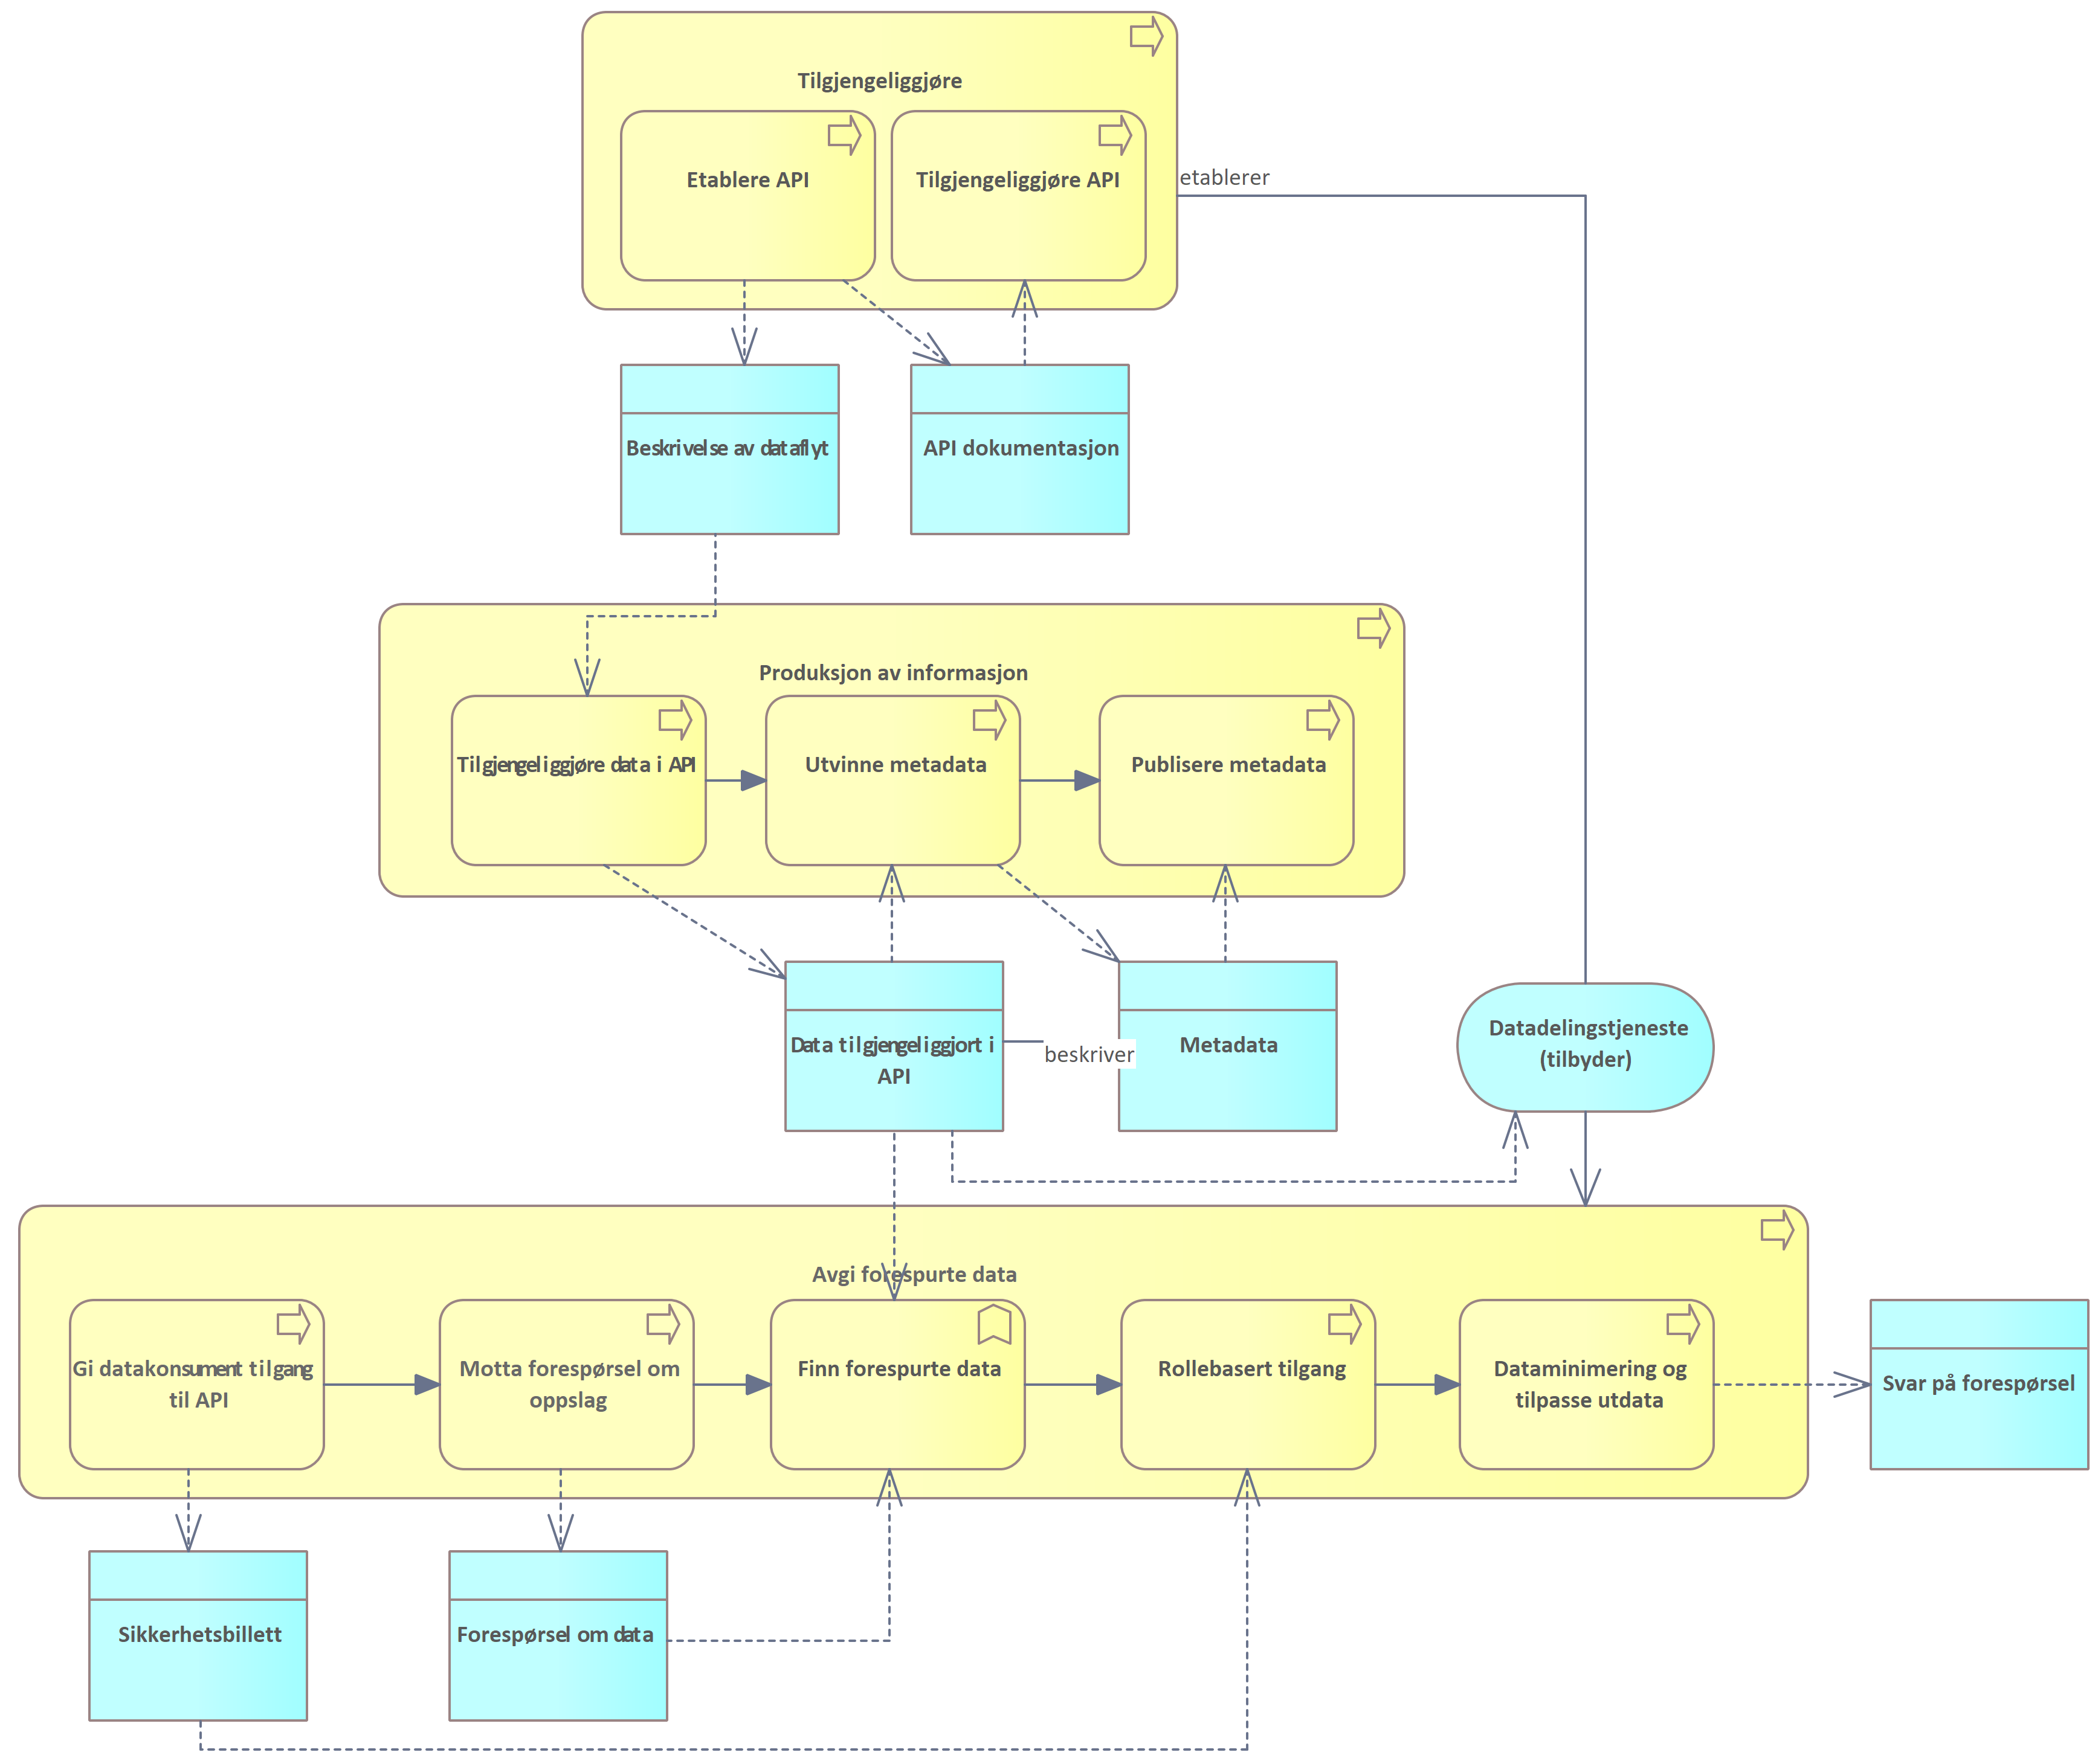 Tilgjengeliggjøre
Etablere API
Tilgjengeliggjøre API
etablerer
Beskrivelse av dataflyt
API dokumentasjon
Produksjon av informasjon
Tilgjengeliggjøre data i API
Utvinne metadata
Publisere metadata
Data tilgjengeliggjort i
API
beskriver
Metadata
Datadelingstjeneste
(tilbyder)
Avgi forespurte data
Gi datakonsument tilgang
til API
Motta forespørsel om
oppslag
Finn forespurte data
Rollebasert tilgang
Dataminimering og
tilpasse utdata
Svar på forespørsel
Sikkerhetsbillett
Forespørsel om data